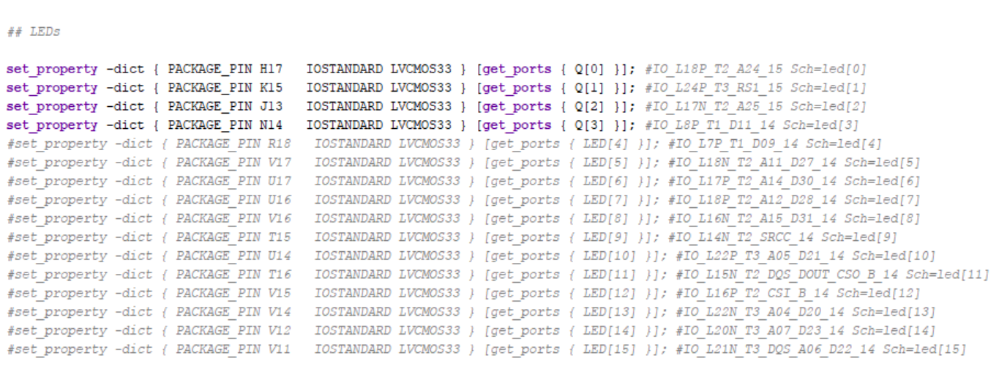 ## LEDs
set_property -dict { PACKAGE_PIN H17   IOSTANDARD LVCMOS33 } [get_ports { Q[0] }]; #IO_L18P_T2_A24_15 Sch=led[0]
set_property -dict { PACKAGE_PIN K15   IOSTANDARD LVCMOS33 } [get_ports { Q[1] }]; #IO_L24P_T3_RS1_15 Sch=led[1]
set_property -dict { PACKAGE_PIN J13   IOSTANDARD LVCMOS33 } [get_ports { Q[2] }]; #IO_L17N_T2_A25_15 Sch=led[2]
set_property -dict { PACKAGE_PIN N14   IOSTANDARD LVCMOS33 } [get_ports { Q[3] }]; #IO_L8P_T1_D11_14 Sch=led[3]
#set_property -dict { PACKAGE_PIN R18   IOSTANDARD LVCMOS33 } [get_ports { LED[4] }]; #IO_L7P_T1_D09_14 Sch=led[4]
#set_property -dict { PACKAGE_PIN V17   IOSTANDARD LVCMOS33 } [get_ports { LED[5] }]; #IO_L18N_T2_A11_D27_14 Sch=led[5]
#set_property -dict { PACKAGE_PIN U17   IOSTANDARD LVCMOS33 } [get_ports { LED[6] }]; #IO_L17P_T2_A14_D30_14 Sch=led[6]
#set_property -dict { PACKAGE_PIN U16   IOSTANDARD LVCMOS33 } [get_ports { LED[7] }]; #IO_L18P_T2_A12_D28_14 Sch=led[7]
#set_property -dict { PACKAGE_PIN V16   IOSTANDARD LVCMOS33 } [get_ports { LED[8] }]; #IO_L16N_T2_A15_D31_14 Sch=led[8]
#set_property -dict { PACKAGE_PIN T15   IOSTANDARD LVCMOS33 } [get_ports { LED[9] }]; #IO_L14N_T2_SRCC_14 Sch=led[9]
#set_property -dict { PACKAGE_PIN U14   IOSTANDARD LVCMOS33 } [get_ports { LED[10] }]; #IO_L22P_T3_A05_D21_14 Sch=led[10]
#set_property -dict { PACKAGE_PIN T16   IOSTANDARD LVCMOS33 } [get_ports { LED[11] }]; #IO_L15N_T2_DQS_DOUT_CSO_B_14 Sch=led[11]
#set_property -dict { PACKAGE_PIN V15   IOSTANDARD LVCMOS33 } [get_ports { LED[12] }]; #IO_L16P_T2_CSI_B_14 Sch=led[12]
#set_property -dict { PACKAGE_PIN V14   IOSTANDARD LVCMOS33 } [get_ports { LED[13] }]; #IO_L22N_T3_A04_D20_14 Sch=led[13]
#set_property -dict { PACKAGE_PIN V12   IOSTANDARD LVCMOS33 } [get_ports { LED[14] }]; #IO_L20N_T3_A07_D23_14 Sch=led[14]
#set_property -dict { PACKAGE_PIN V11   IOSTANDARD LVCMOS33 } [get_ports { LED[15] }]; #IO_L21N_T3_DQS_A06_D22_14 Sch=led[15]